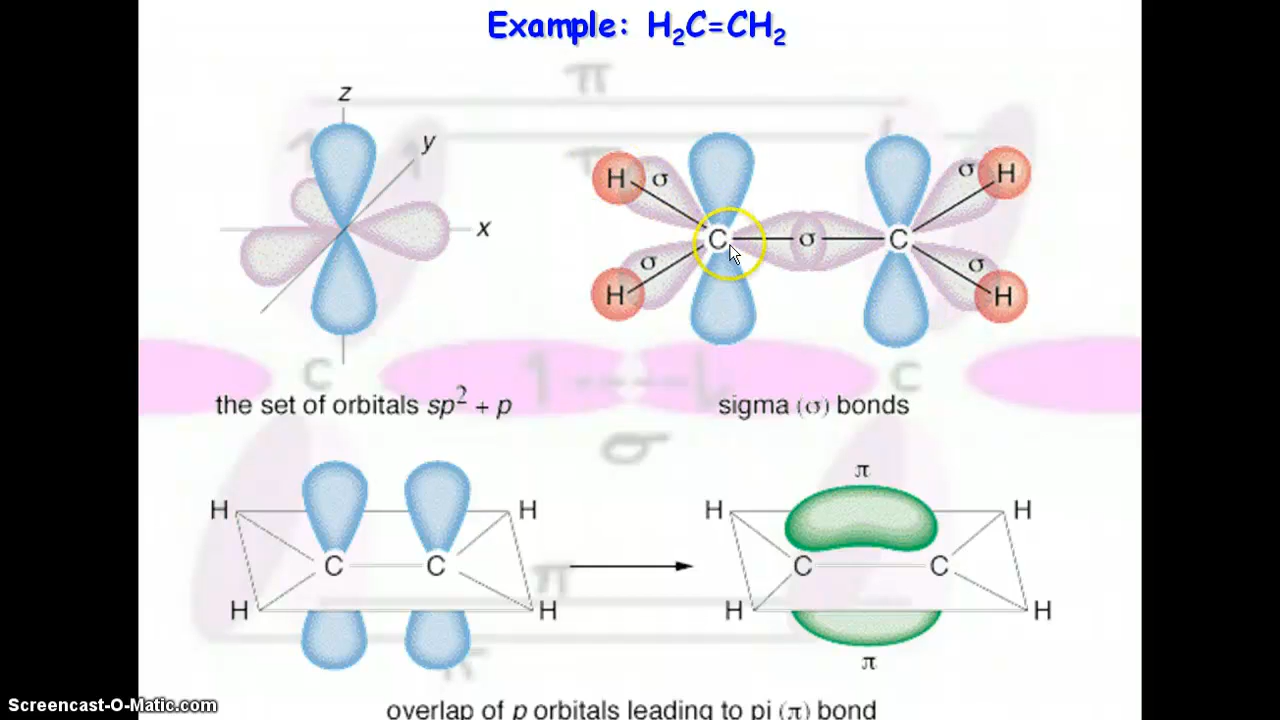 Example: H₂C=CH₂
π
π
z
y
x
H σ σ H
C σ C
H σ σ H
C 1 C
the set of orbitals sp² + p
sigma (σ) bonds
σ
π
H H H H
C C C C
π
H H H H
π
π
Screencast-O-Matic.com
overlap of p orbitals leading to pi (π) bond